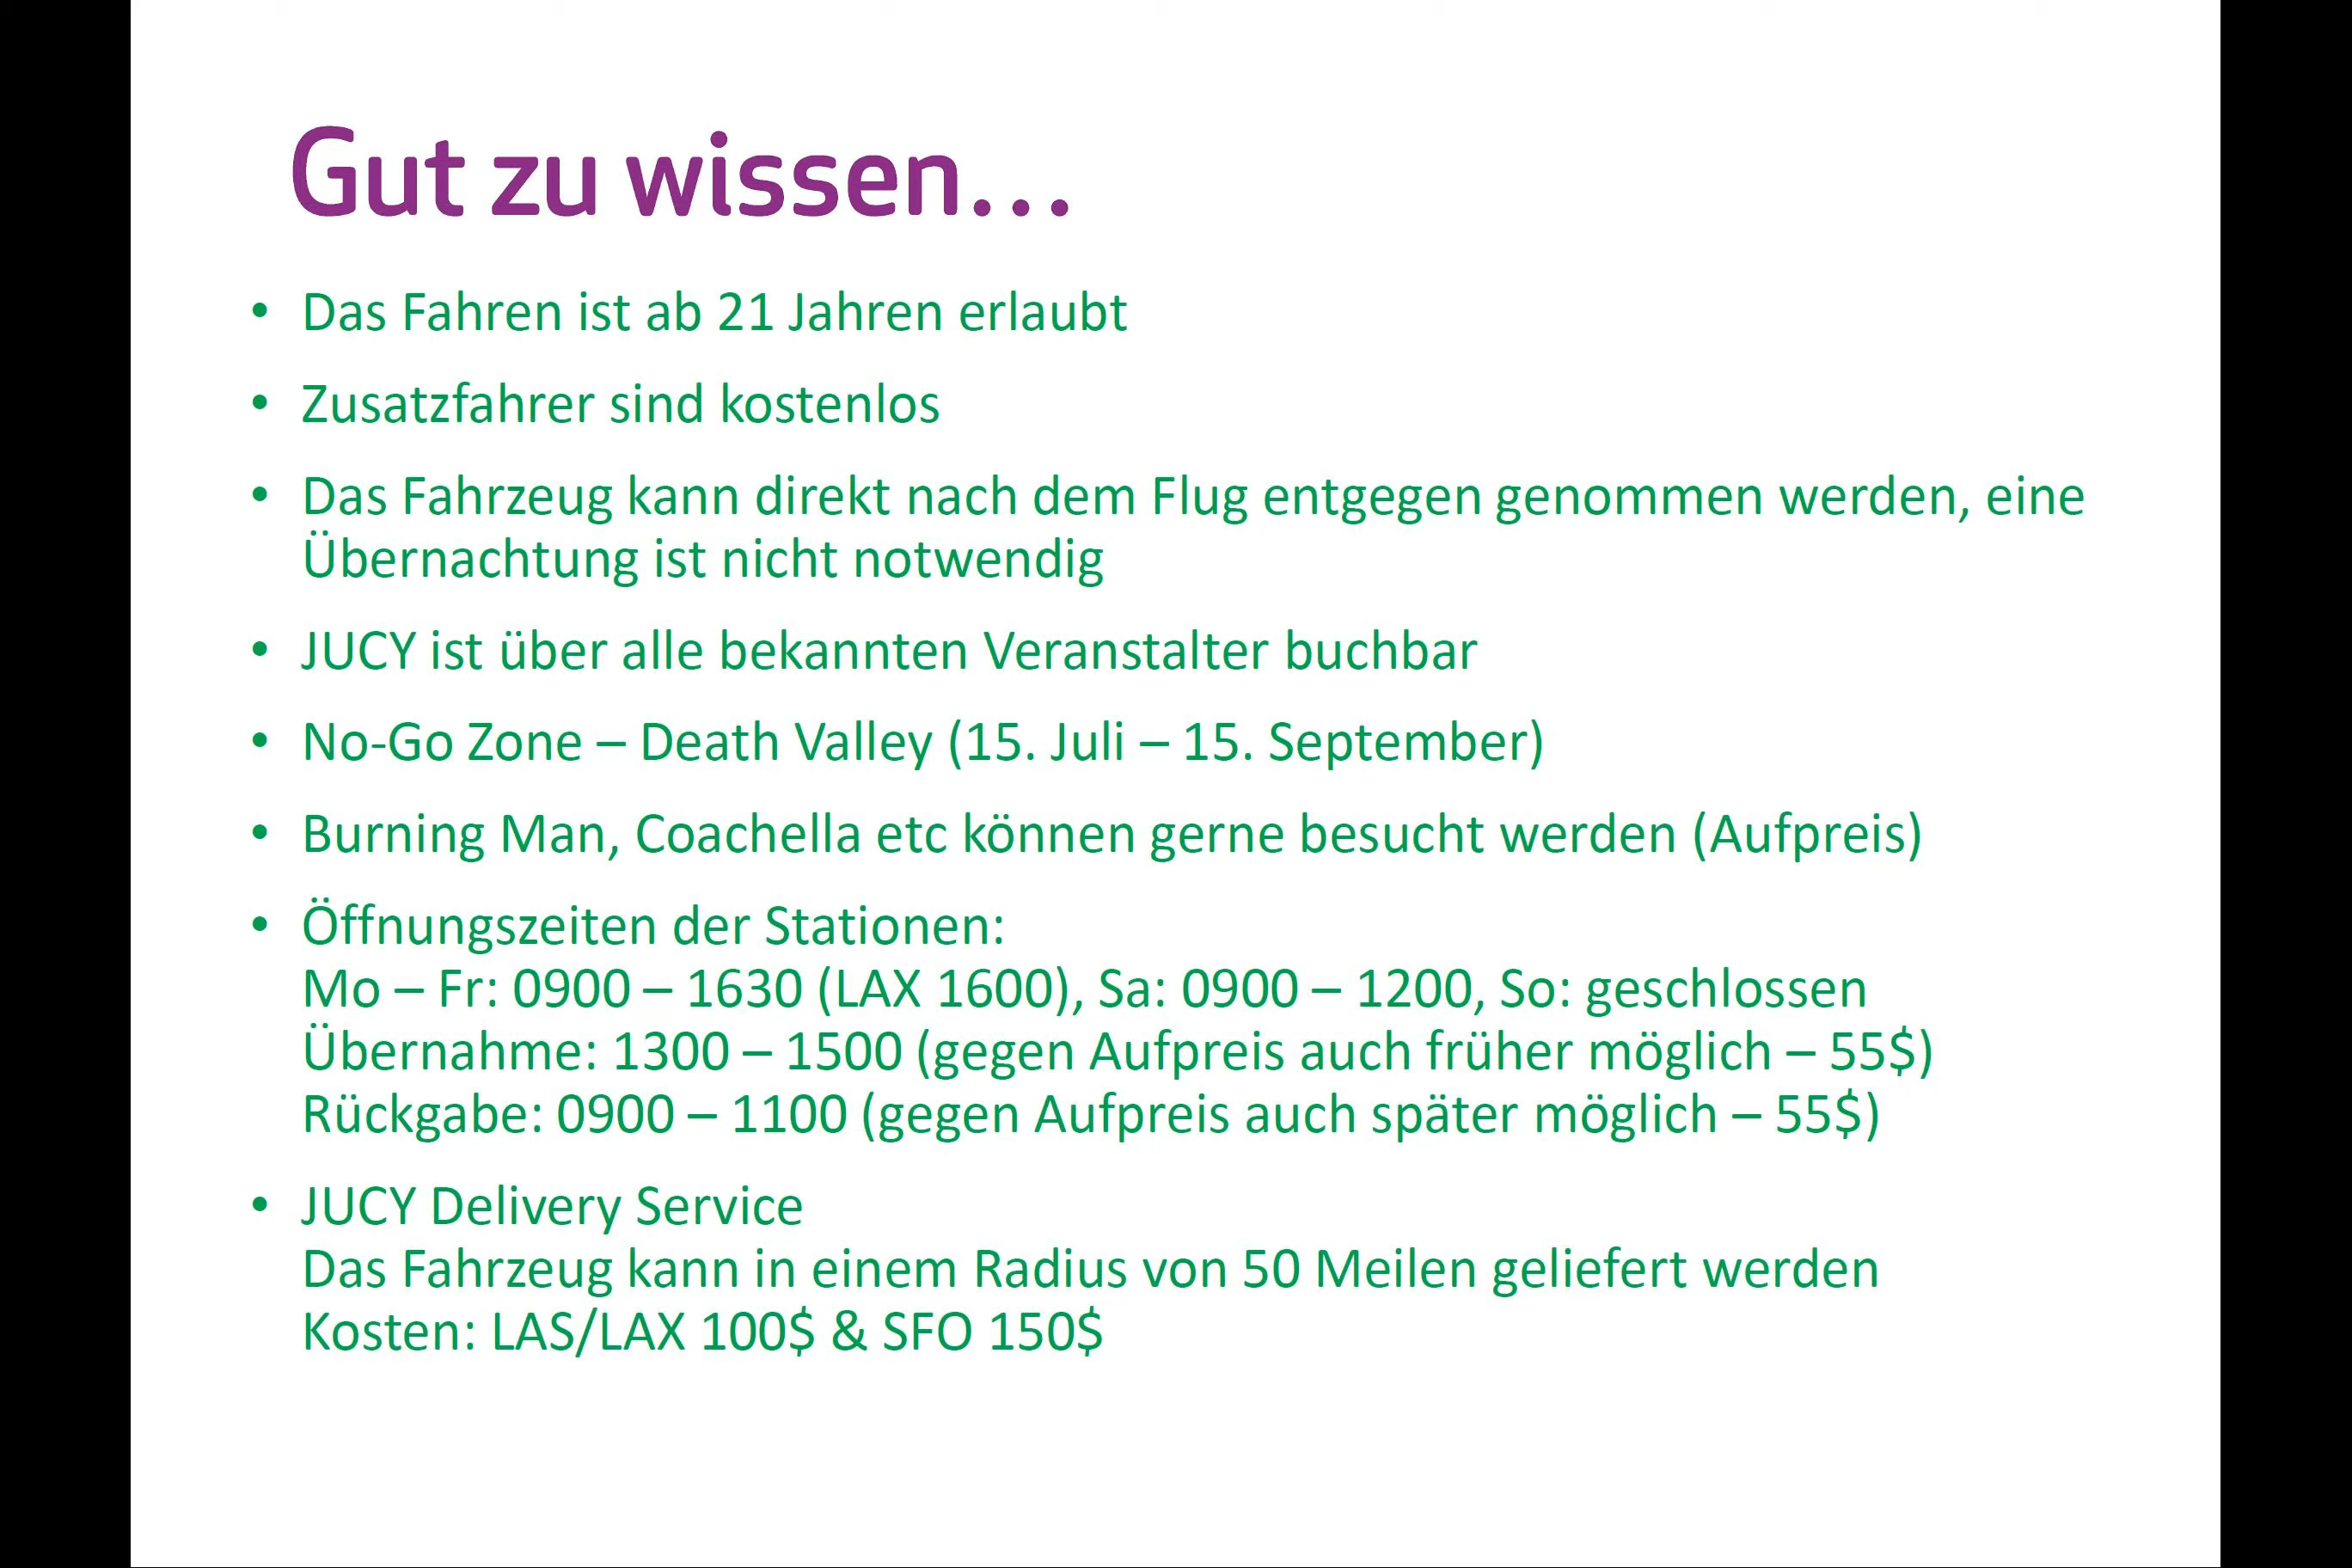 Gut zu wissen...
• Das Fahren ist ab 21 Jahren erlaubt
• Zusatzfahrer sind kostenlos
• Das Fahrzeug kann direkt nach dem Flug entgegen genommen werden, eine
Übernachtung ist nicht notwendig
• JUCY ist über alle bekannten Veranstalter buchbar
• No-Go Zone – Death Valley (15. Juli – 15. September)
• Burning Man, Coachella etc können gerne besucht werden (Aufpreis)
• Öffnungszeiten der Stationen:
Mo – Fr: 0900 – 1630 (LAX 1600), Sa: 0900 – 1200, So: geschlossen
Übernahme: 1300 – 1500 (gegen Aufpreis auch früher möglich – 55$)
Rückgabe: 0900 – 1100 (gegen Aufpreis auch später möglich – 55$)
• JUCY Delivery Service
Das Fahrzeug kann in einem Radius von 50 Meilen geliefert werden
Kosten: LAS/LAX 100$ & SFO 150$